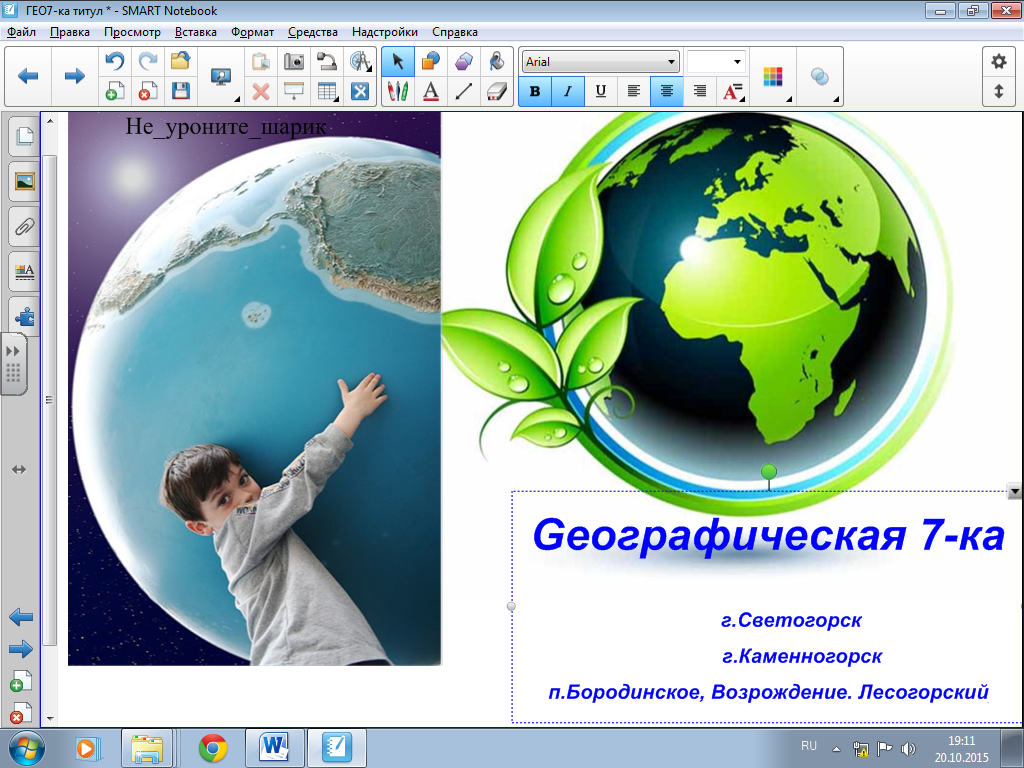 ГЕО7-ка титул * - SMART Notebook
Файл Правка Просмотр Вставка Формат Средства Надстройки Справка
Arial
B I U A
Не_уроните_шарик
Geографическая 7-ка
г.Светогорск
г.Каменногорск
п.Бородинское, Возрождение. Лесогорский
RU
19:11
20.10.2015